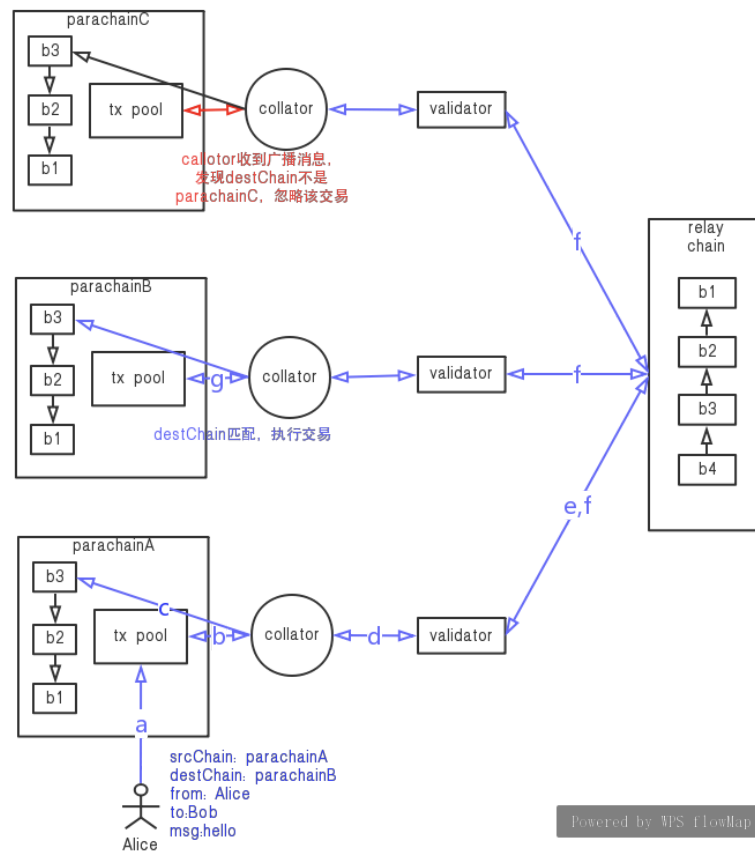 parachainC
b3
b2
b1
tx pool
collator
validator
callotor收到广播消息,
发现destChain不是
parachainC, 忽略该交易
f
relay
chain
b1
b2
b3
b4
parachainB
b3
b2
b1
tx pool
g
collator
validator
f
destChain匹配, 执行交易
e,f
parachainA
b3
b2
b1
c
tx pool
b
collator
d
validator
a
srcChain: parachainA
destChain: parachainB
from: Alice
to:Bob
msg:hello
Alice
Powered by WPS flowMap